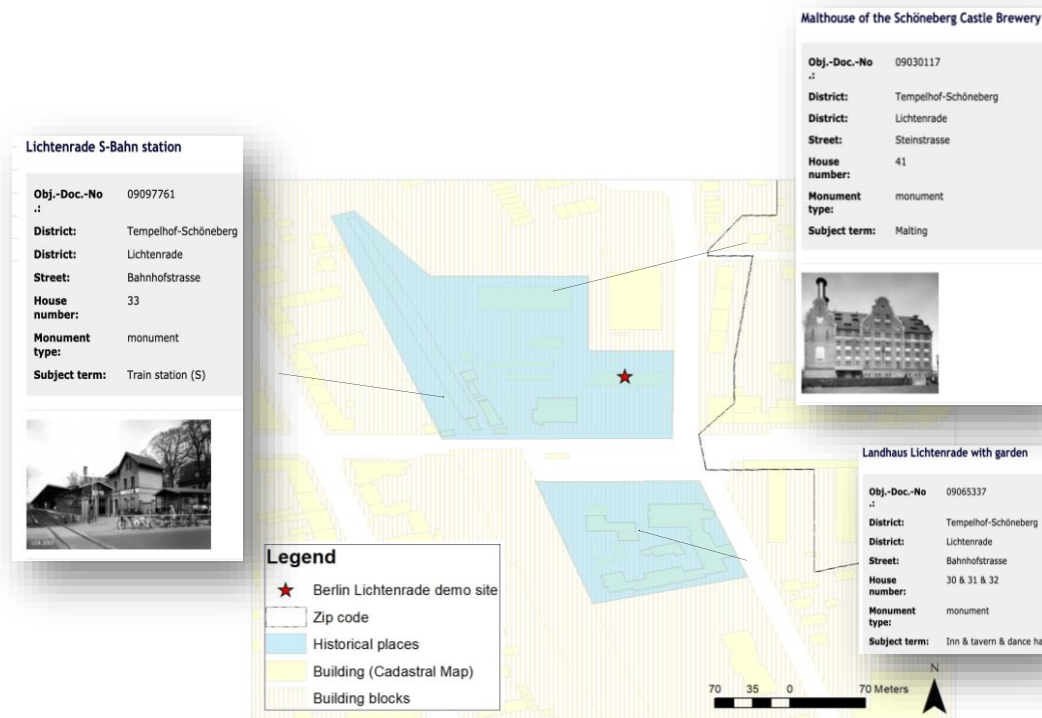 Malthouse of the Schöneberg Castle Brewery
Obj.-Doc.-No
.:
09030117
District: Tempelhof-Schöneberg
District: Lichtenrade
Street: Steinstrasse
House
number:
41
Monument
type:
monument
Subject term: Malting
Lichtenrade S-Bahn station
Obj.-Doc.-No
.:
09097761
District: Tempelhof-Schöneberg
District: Lichtenrade
Street: Bahnhofstrasse
House
number:
33
Monument
type:
monument
Subject term: Train station (S)
Landhaus Lichtenrade with garden
Obj.-Doc.-No
.:
09065337
District: Tempelhof-Schöneberg
District: Lichtenrade
Street: Bahnhofstrasse
House
number:
30 & 31 & 32
Monument
type:
monument
Subject term: Inn & tavern & dance ha
Legend
Berlin Lichtenrade demo site
Zip code
Historical places
Building (Cadastral Map)
Building blocks
70 35 0 70 Meters
N